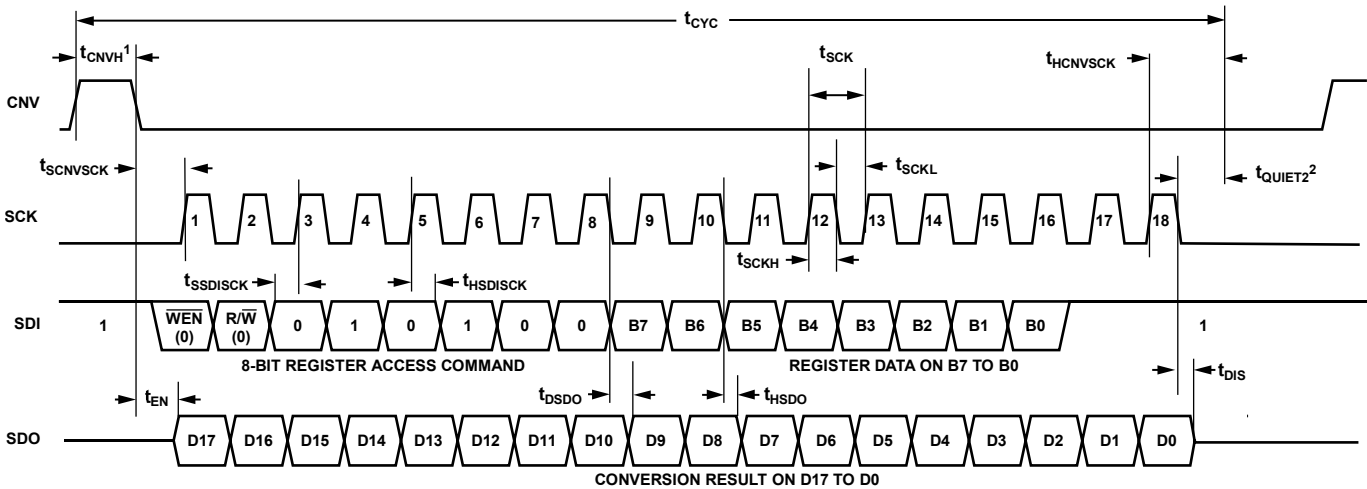 tCYC
tCNVH1
tSCK
tHCNVSCK
CNV
tSCNVSCK
tSCKL
tQUIET22
SCK
1 2 3 4 5 6 7 8 9 10 11 12 13 14 15 16 17 18
tSCKH
tSSDISCK
tHSDISCK
SDI
1 WEN (0) R/W (0) 0 1 0 1 0 0 B7 B6 B5 B4 B3 B2 B1 B0 1
8-BIT REGISTER ACCESS COMMAND
REGISTER DATA ON B7 TO B0
tEN
tDSDO
tHSDO
tDIS
SDO
D17 D16 D15 D14 D13 D12 D11 D10 D9 D8 D7 D6 D5 D4 D3 D2 D1 D0
CONVERSION RESULT ON D17 TO D0